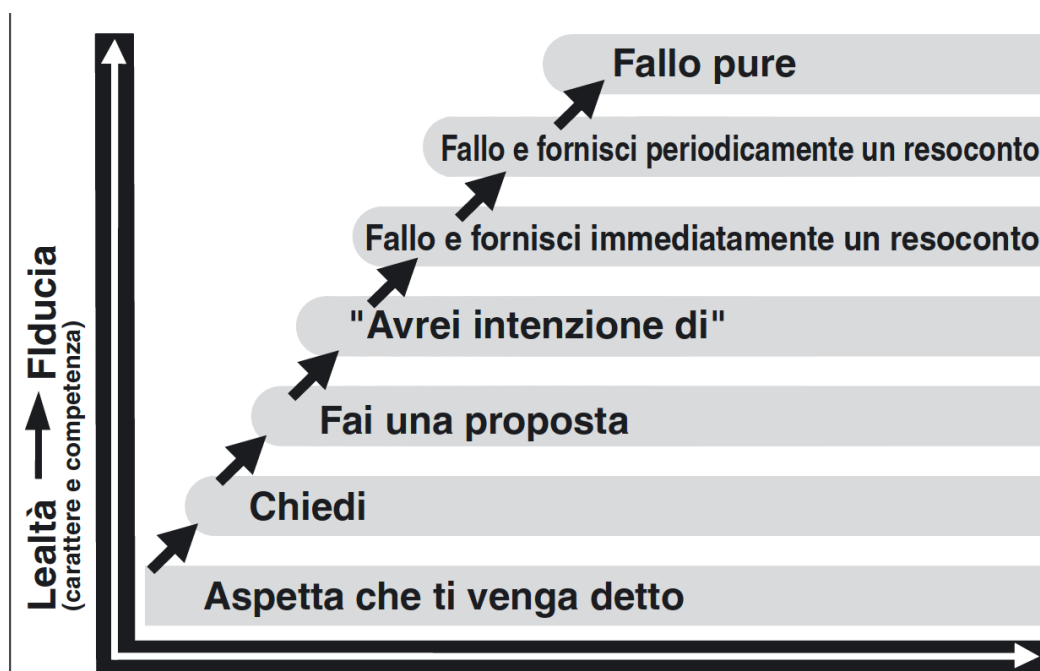 Fallo pure
Fallo e fornisci periodicamente un resoconto
Fallo e fornisci immediatamente un resoconto
"Avrei intenzione di"
Fai una proposta
Chiedi
Aspetta che ti venga detto
Lealtà FIducia
(carattere e competenza)